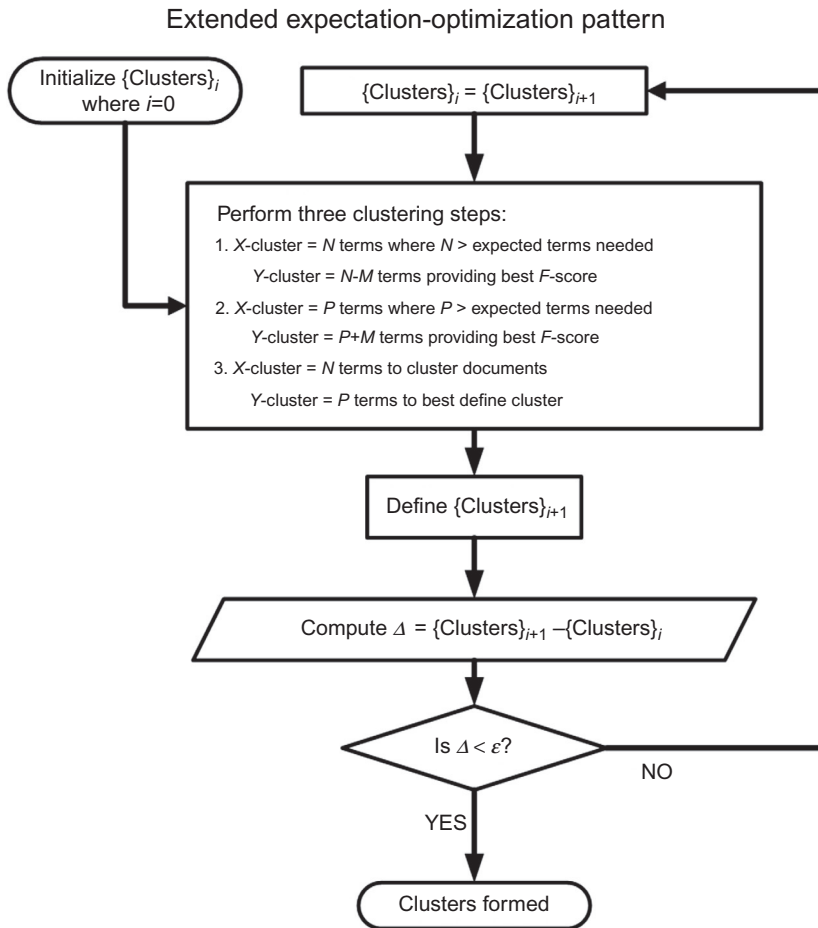 Extended expectation-optimization pattern
Initialize {Clusters}i
where i=0
{Clusters}i = {Clusters}i+1
Perform three clustering steps:
1. X-cluster = N terms where N > expected terms needed
Y-cluster = N-M terms providing best F-score
2. X-cluster = P terms where P > expected terms needed
Y-cluster = P+M terms providing best F-score
3. X-cluster = N terms to cluster documents
Y-cluster = P terms to best define cluster
Define {Clusters}i+1
Compute Δ = {Clusters}i+1 –{Clusters}i
Is Δ < ε?
NO
YES
Clusters formed